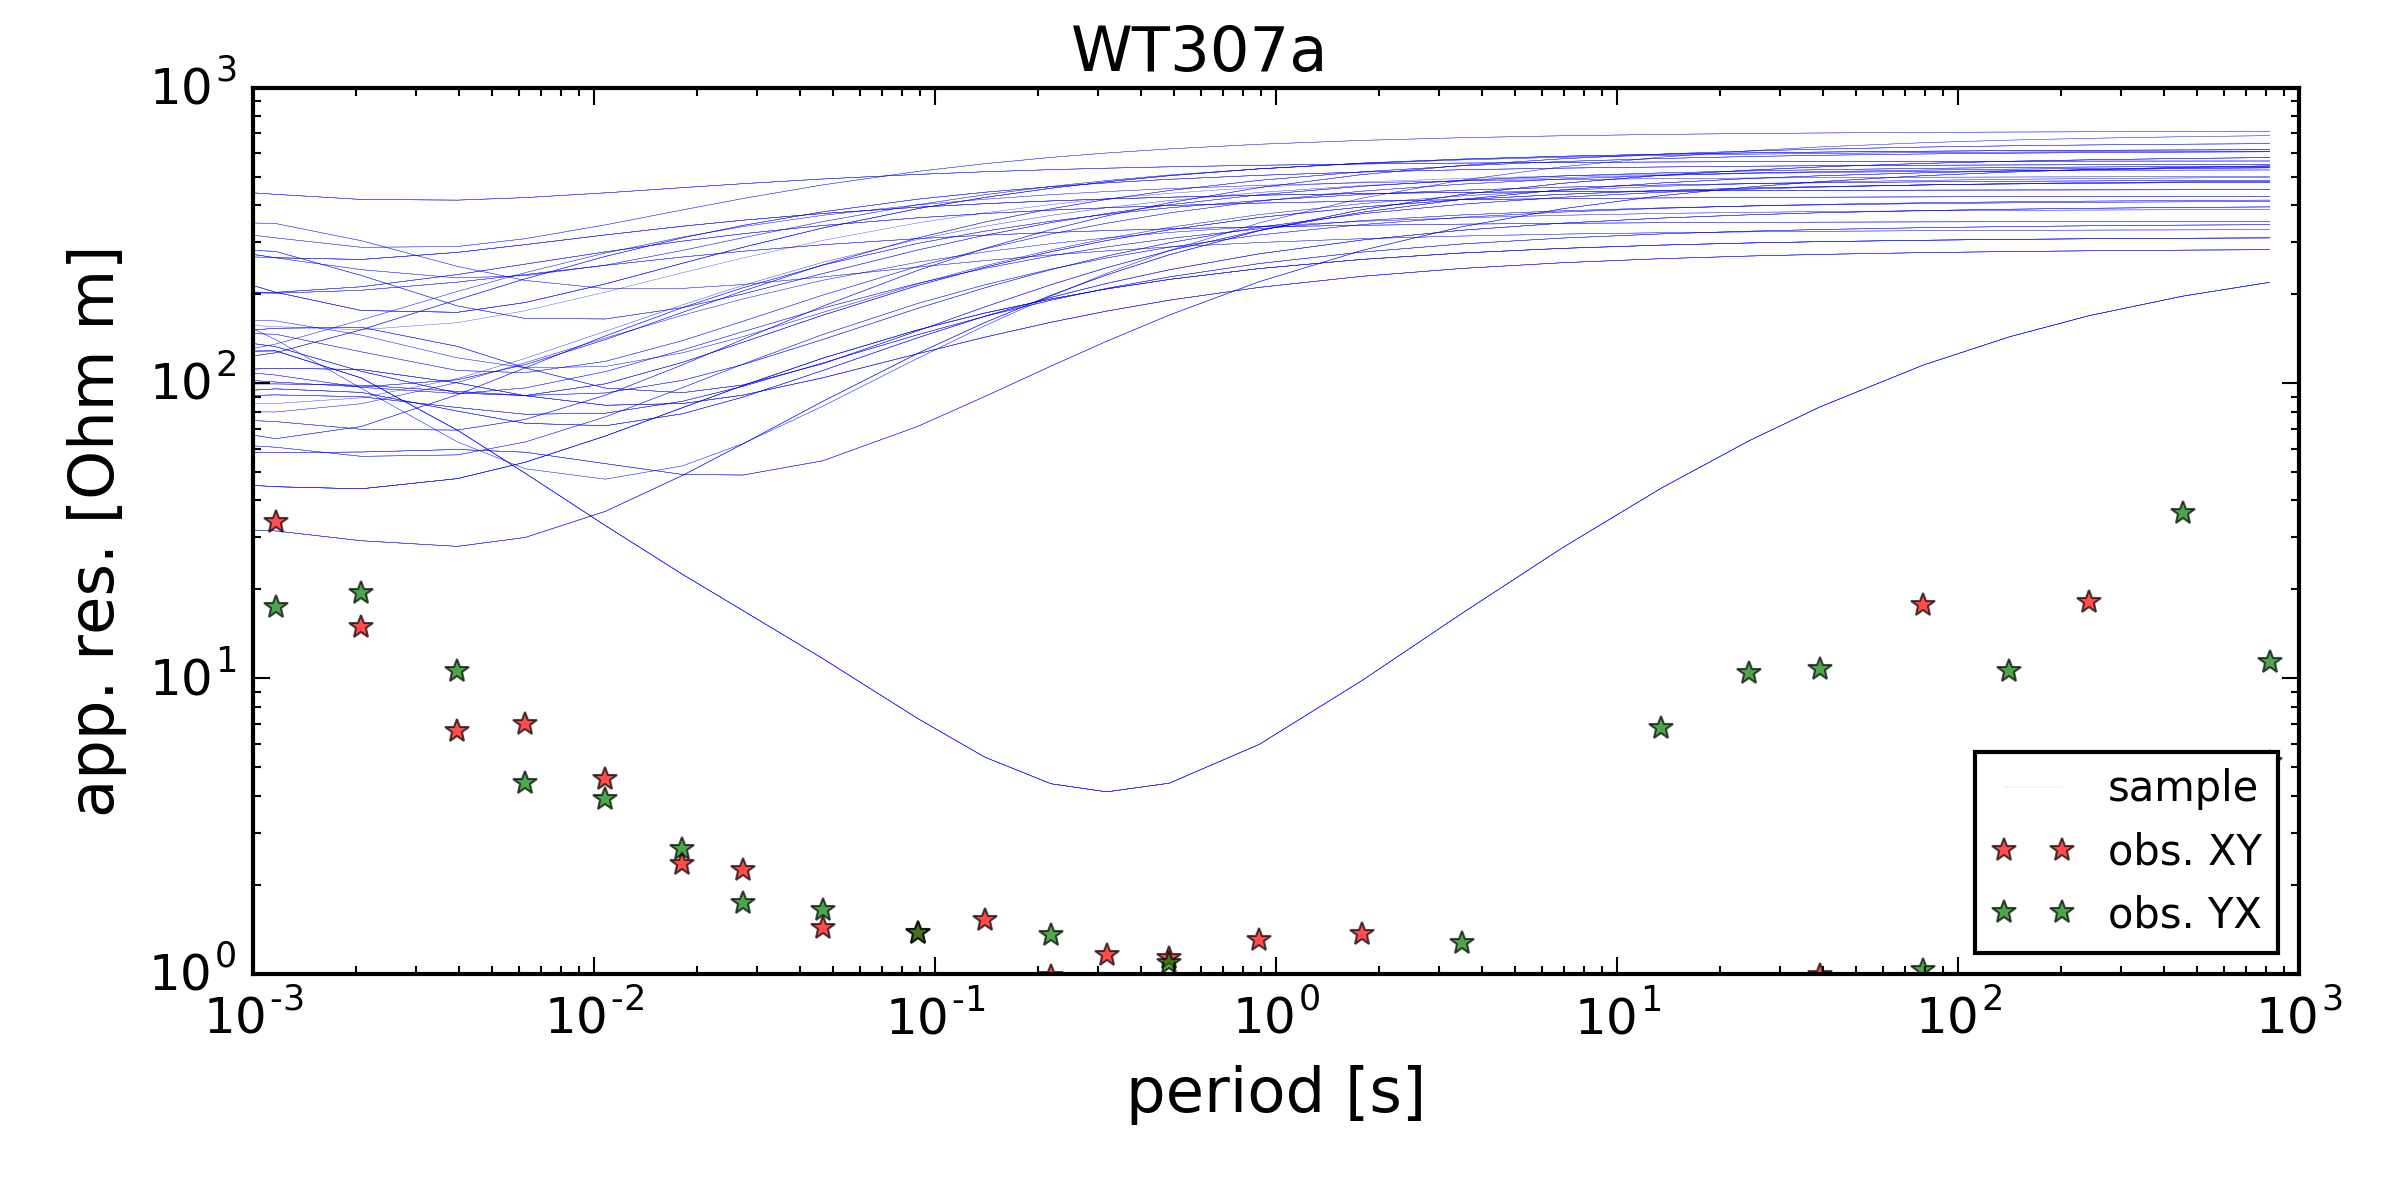 WT307a
app. res. [Ohm m]
10^3
10^2
10^1
10^0
10^-3 10^-2 10^-1 10^0 10^1 10^2 10^3
period [s]
sample
obs. XY
obs. YX